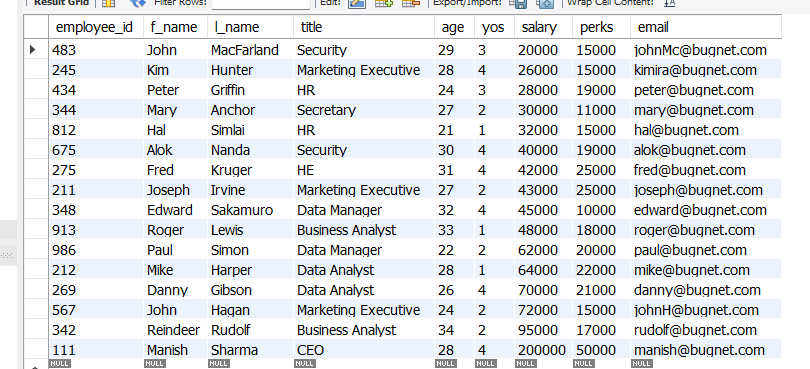 Result Grid Filter Rows: Edit: Export/Import: Wrap Cell Content: IA
employee_id f_name l_name title age yos salary perks email
483 John MacFarland Security 29 3 20000 15000 johnMc@bugnet.com
245 Kim Hunter Marketing Executive 28 4 26000 15000 kimira@bugnet.com
434 Peter Griffin HR 24 3 28000 19000 peter@bugnet.com
344 Mary Anchor Secretary 27 2 30000 11000 mary@bugnet.com
812 Hal Simlai HR 21 1 32000 15000 hal@bugnet.com
675 Alok Nanda Security 30 4 40000 19000 alok@bugnet.com
275 Fred Kruger HE 31 4 42000 25000 fred@bugnet.com
211 Joseph Irvine Marketing Executive 27 2 43000 25000 joseph@bugnet.com
348 Edward Sakamuro Data Manager 32 4 45000 10000 edward@bugnet.com
913 Roger Lewis Business Analyst 33 1 48000 18000 roger@bugnet.com
986 Paul Simon Data Manager 22 2 62000 20000 paul@bugnet.com
212 Mike Harper Data Analyst 28 1 64000 22000 mike@bugnet.com
269 Danny Gibson Data Analyst 26 4 70000 21000 danny@bugnet.com
567 John Hagan Marketing Executive 24 2 72000 15000 johnH@bugnet.com
342 Reindeer Rudolf Business Analyst 34 2 95000 17000 rudolf@bugnet.com
111 Manish Sharma CEO 28 4 200000 50000 manish@bugnet.com
NULL NULL NULL NULL NULL NULL NULL NULL NULL